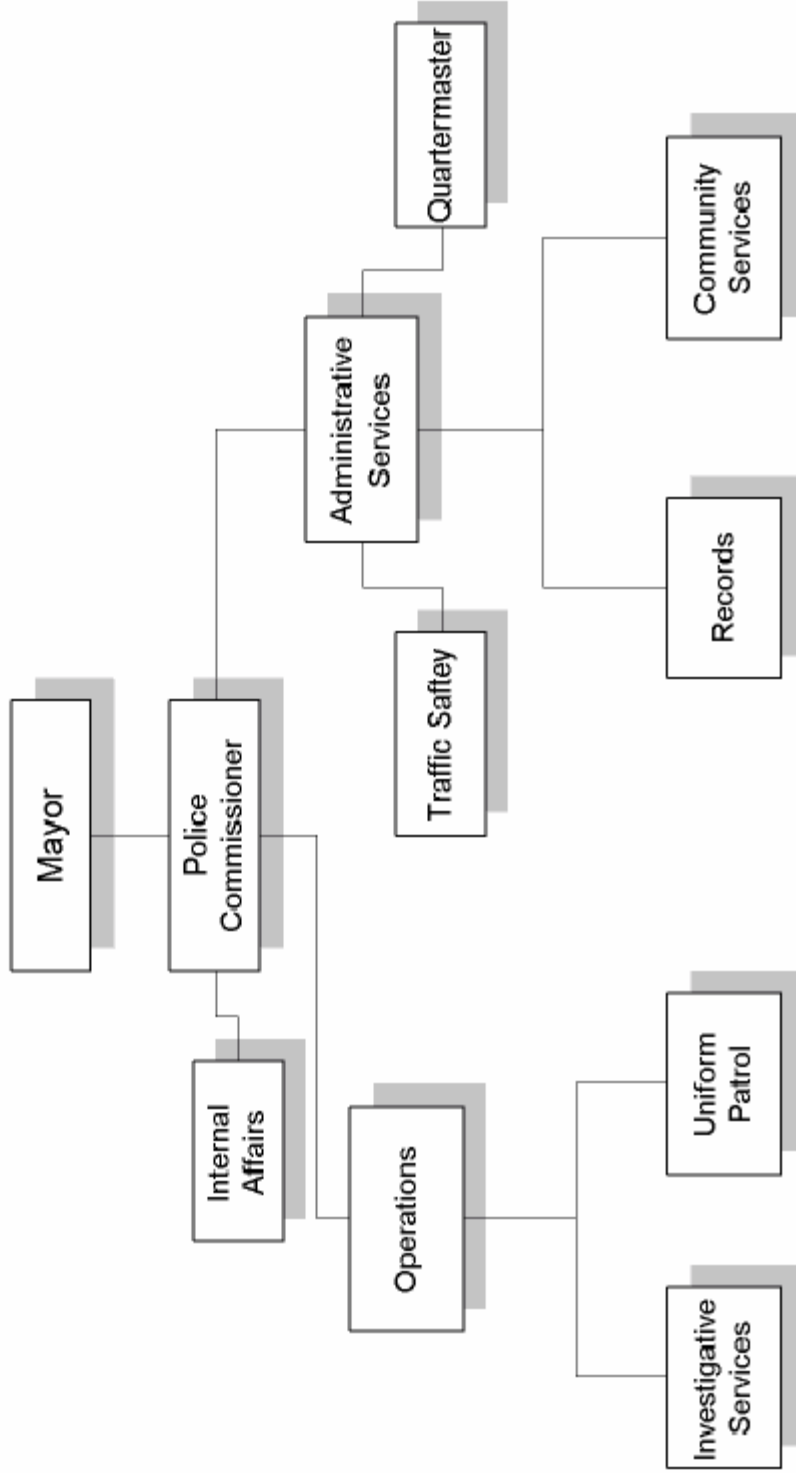 Mayor
Police
Commissioner
Internal
Affairs
Operations
Administrative
Services
Traffic Saftey
Quartermaster
Investigative
Services
Uniform
Patrol
Records
Community
Services